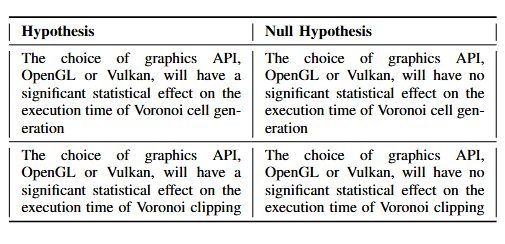 Hypothesis
Null Hypothesis
The choice of graphics API,
OpenGL or Vulkan, will have a
significant statistical effect on the
execution time of Voronoi cell gen-
eration
The choice of graphics API,
OpenGL or Vulkan, will have no
significant statistical effect on the
execution time of Voronoi cell gen-
eration
The choice of graphics API,
OpenGL or Vulkan, will have a
significant statistical effect on the
execution time of Voronoi clipping
The choice of graphics API,
OpenGL or Vulkan, will have no
significant statistical effect on the
execution time of Voronoi clipping